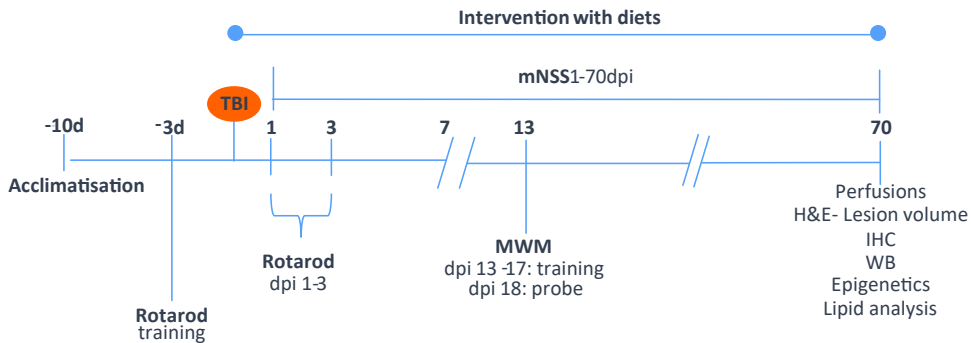 Intervention with diets
mNSS1-70dpi
TBI
-10d
-3d
1
3
7
13
70
Acclimatisation
Rotarod
dpi 1-3
MWM
dpi 13 -17: training
dpi 18: probe
Rotarod
training
Perfusions
H&E- Lesion volume
IHC
WB
Epigenetics
Lipid analysis